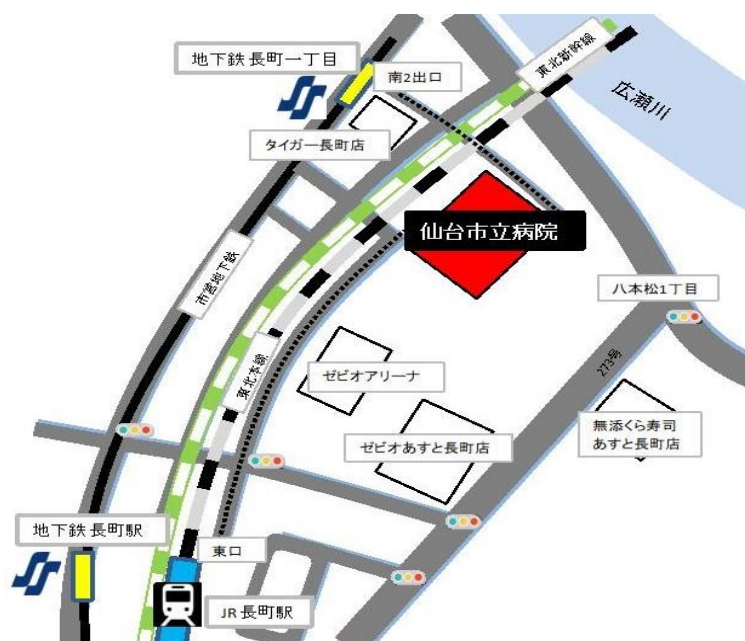 東北新幹線
地下鉄 長町一丁目
南2出口
広瀬川
タイガー長町店
仙台市立病院
市営地下鉄
八本松1丁目
東北本線
273号
ゼビオアリーナ
無添くら寿司
あすと長町店
ゼビオあすと長町店
地下鉄 長町駅
東口
JR 長町駅